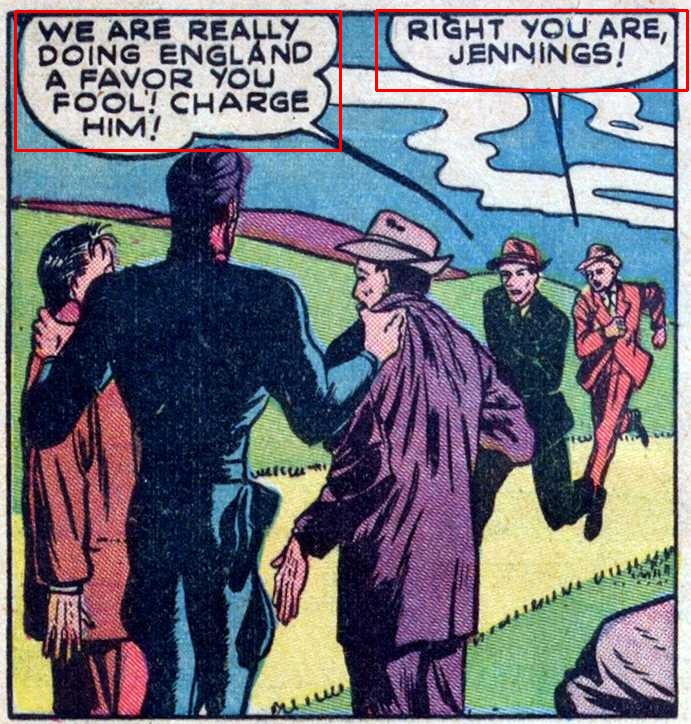 WE ARE REALLY
DOING ENGLAND
A FAVOR YOU
FOOL! CHARGE
HIM!
RIGHT YOU ARE,
JENNINGS!